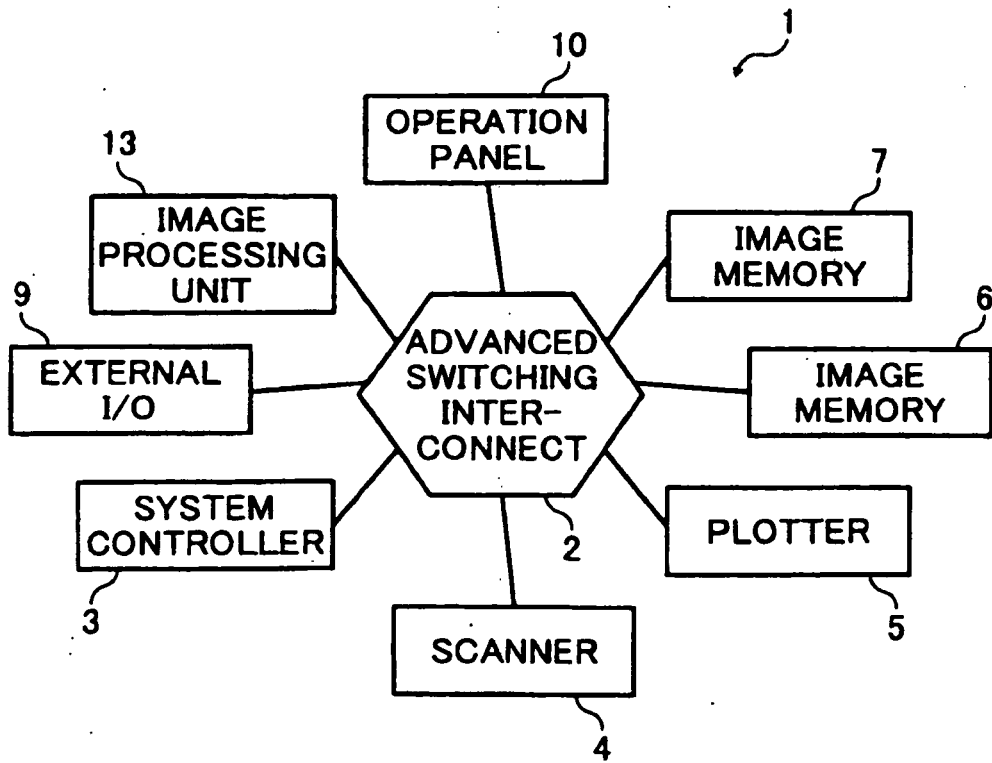 1
10
OPERATION
PANEL
13
IMAGE
PROCESSING
UNIT
7
IMAGE
MEMORY
9
EXTERNAL
I/O
ADVANCED
SWITCHING
INTER-
CONNECT
2
6
IMAGE
MEMORY
SYSTEM
CONTROLLER
3
PLOTTER
5
SCANNER
4